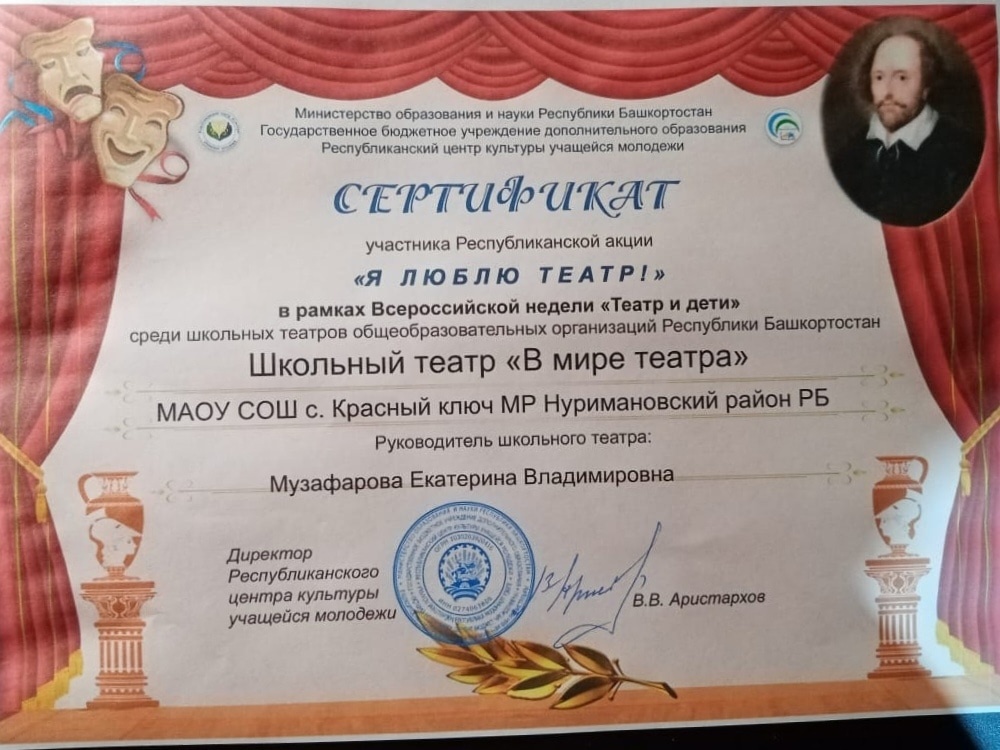 Министерство образования и науки Республики Башкортостан
Государственное бюджетное учреждение дополнительного образования
Республиканский центр культуры учащейся молодежи
СЕРТИФИКАТ
участника Республиканской акции
«Я ЛЮБЛЮ ТЕАТР!»
в рамках Всероссийской недели «Театр и дети»
среди школьных театров общеобразовательных организаций Республики Башкортостан
Школьный театр «В мире театра»
МАОУ СОШ с. Красный ключ МР Нуримановский район РБ
Руководитель школьного театра:
Музафарова Екатерина Владимировна
Директор
Республиканского
центра культуры
учащейся молодежи
В.В. Аристархов